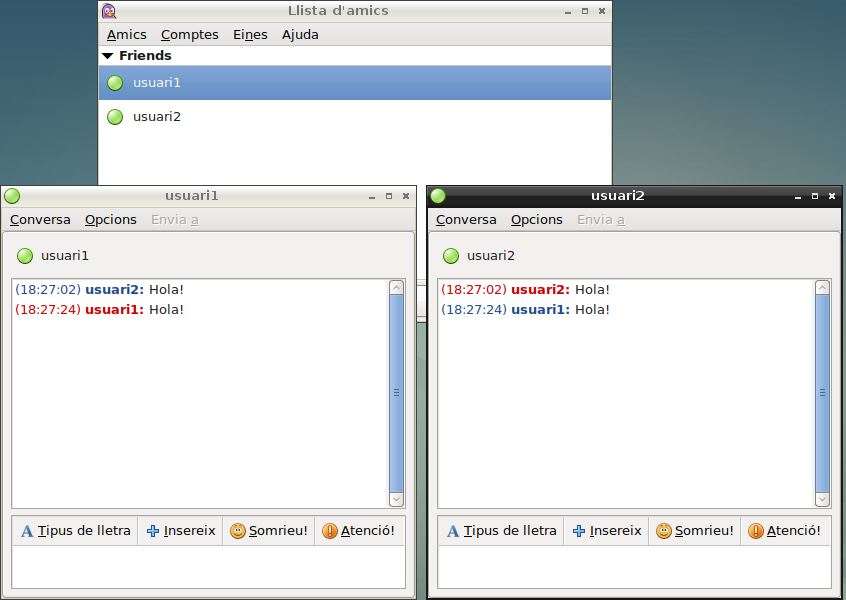 Llista d'amics
Amics Comptes Eines Ajuda
Friends
usuari1
usuari2
usuari1
Conversa Opcions Envia a
usuari1
(18:27:02) usuari2: Hola!
(18:27:24) usuari1: Hola!
Tipus de lletra Insereix Somrieu! Atenció!
usuari2
Conversa Opcions Envia a
usuari2
(18:27:02) usuari2: Hola!
(18:27:24) usuari1: Hola!
Tipus de lletra Insereix Somrieu! Atenció!